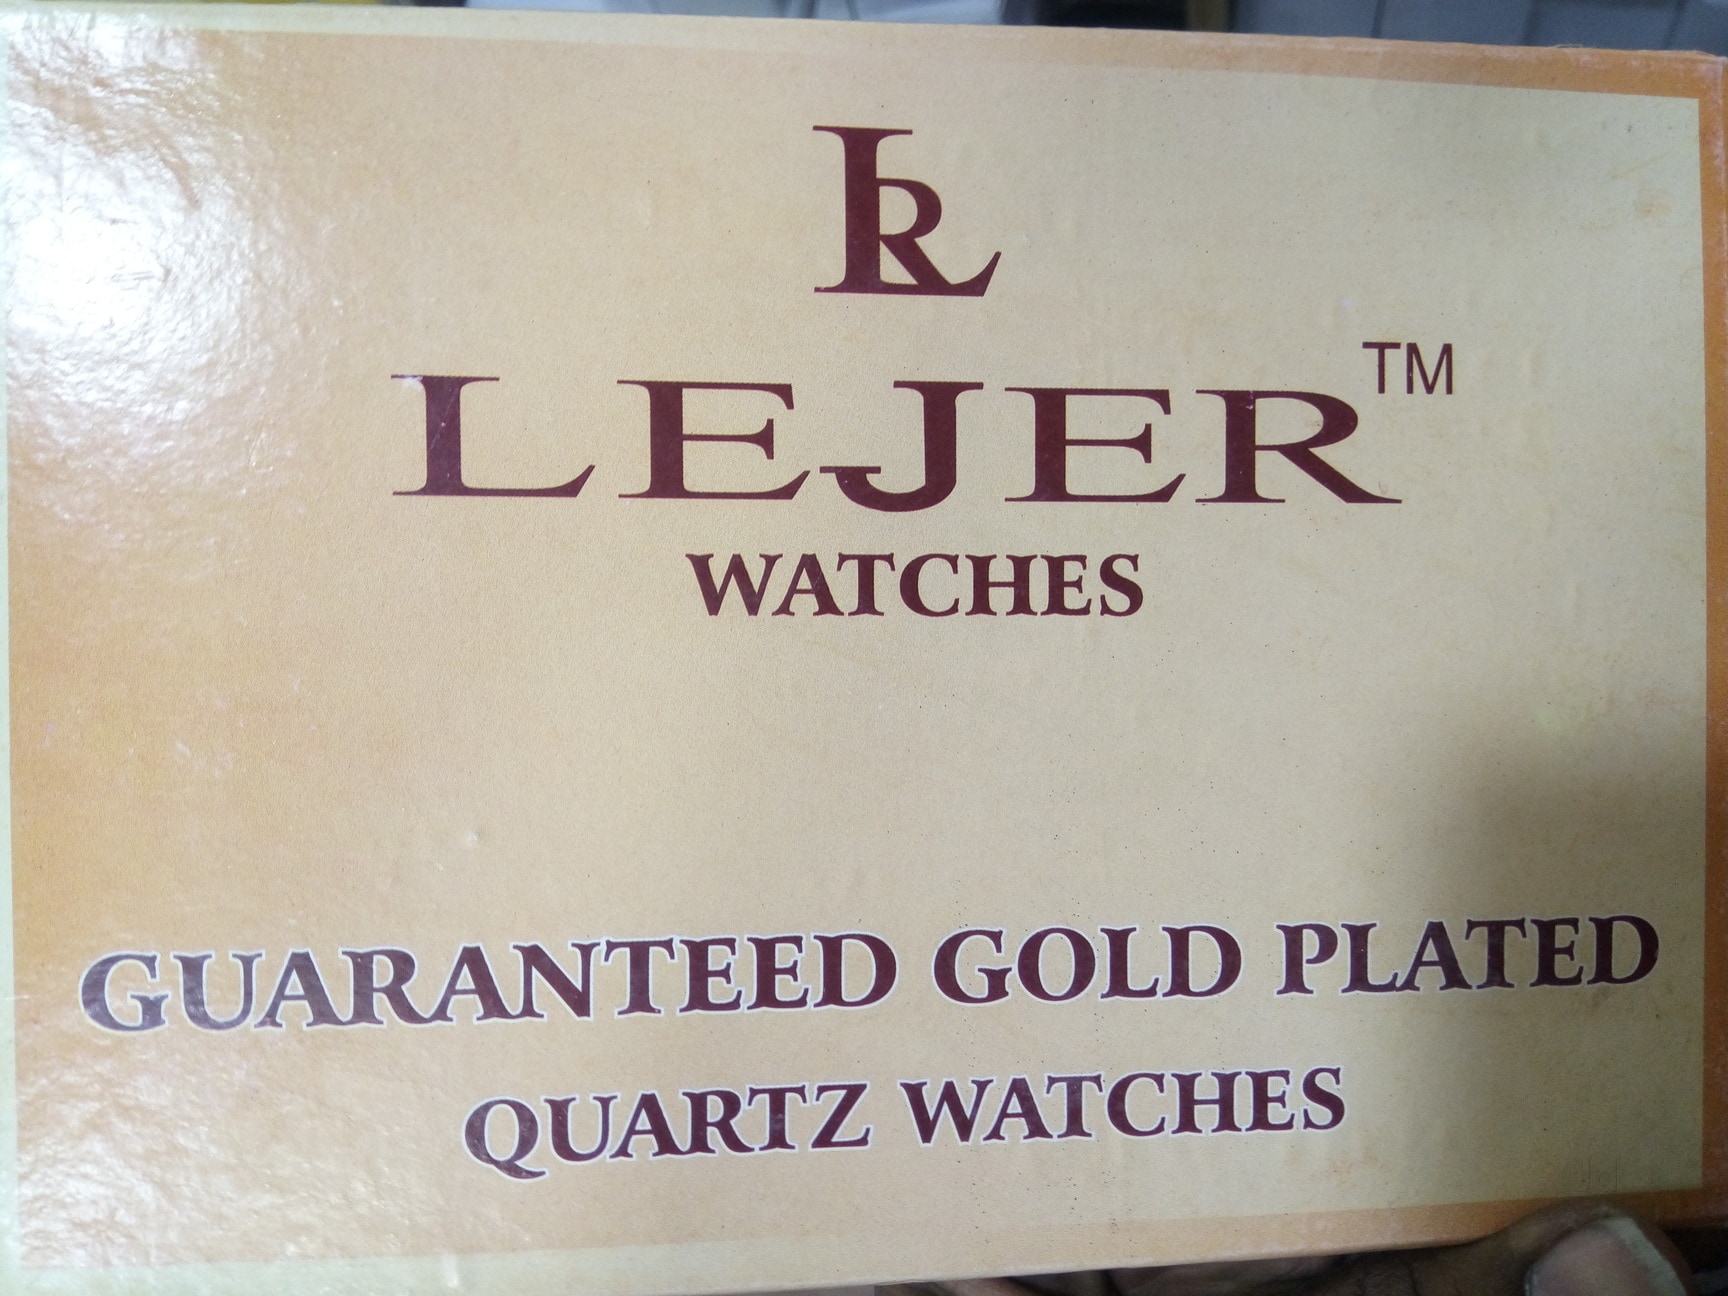 LR
LEJER™
WATCHES
GUARANTEED GOLD PLATED
QUARTZ WATCHES